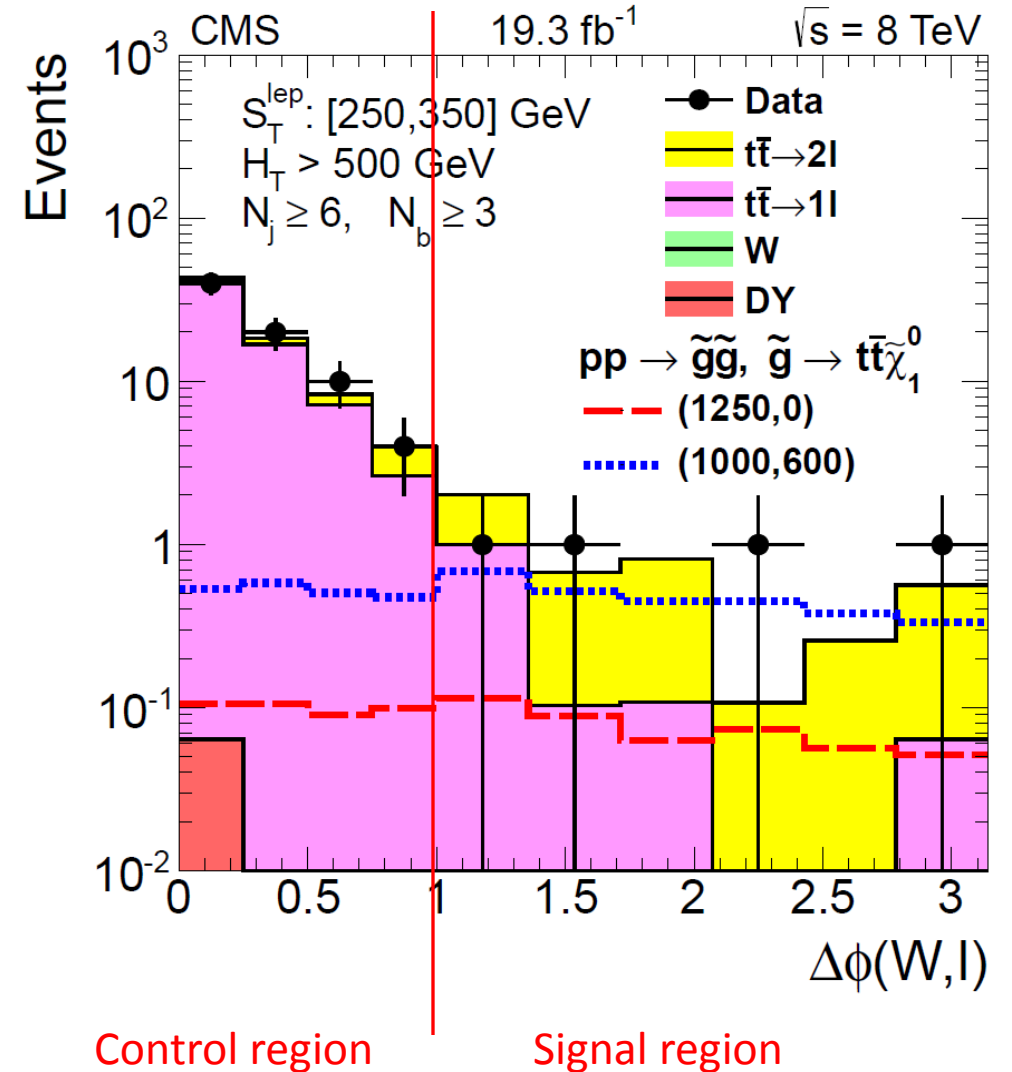 CMS 19.3 fb⁻¹ √s = 8 TeV
Events
10³
10²
10
1
10⁻¹
10⁻²
S_T^lep: [250,350] GeV
H_T > 500 GeV
N_j ≥ 6, N_b ≥ 3
Data
tt̄→2l
tt̄→1l
W
DY
pp → g̃g̃, g̃ → tt̄χ̃₁⁰
(1250,0)
(1000,600)
0 0.5 1 1.5 2 2.5 3
Δϕ(W,l)
Control region Signal region